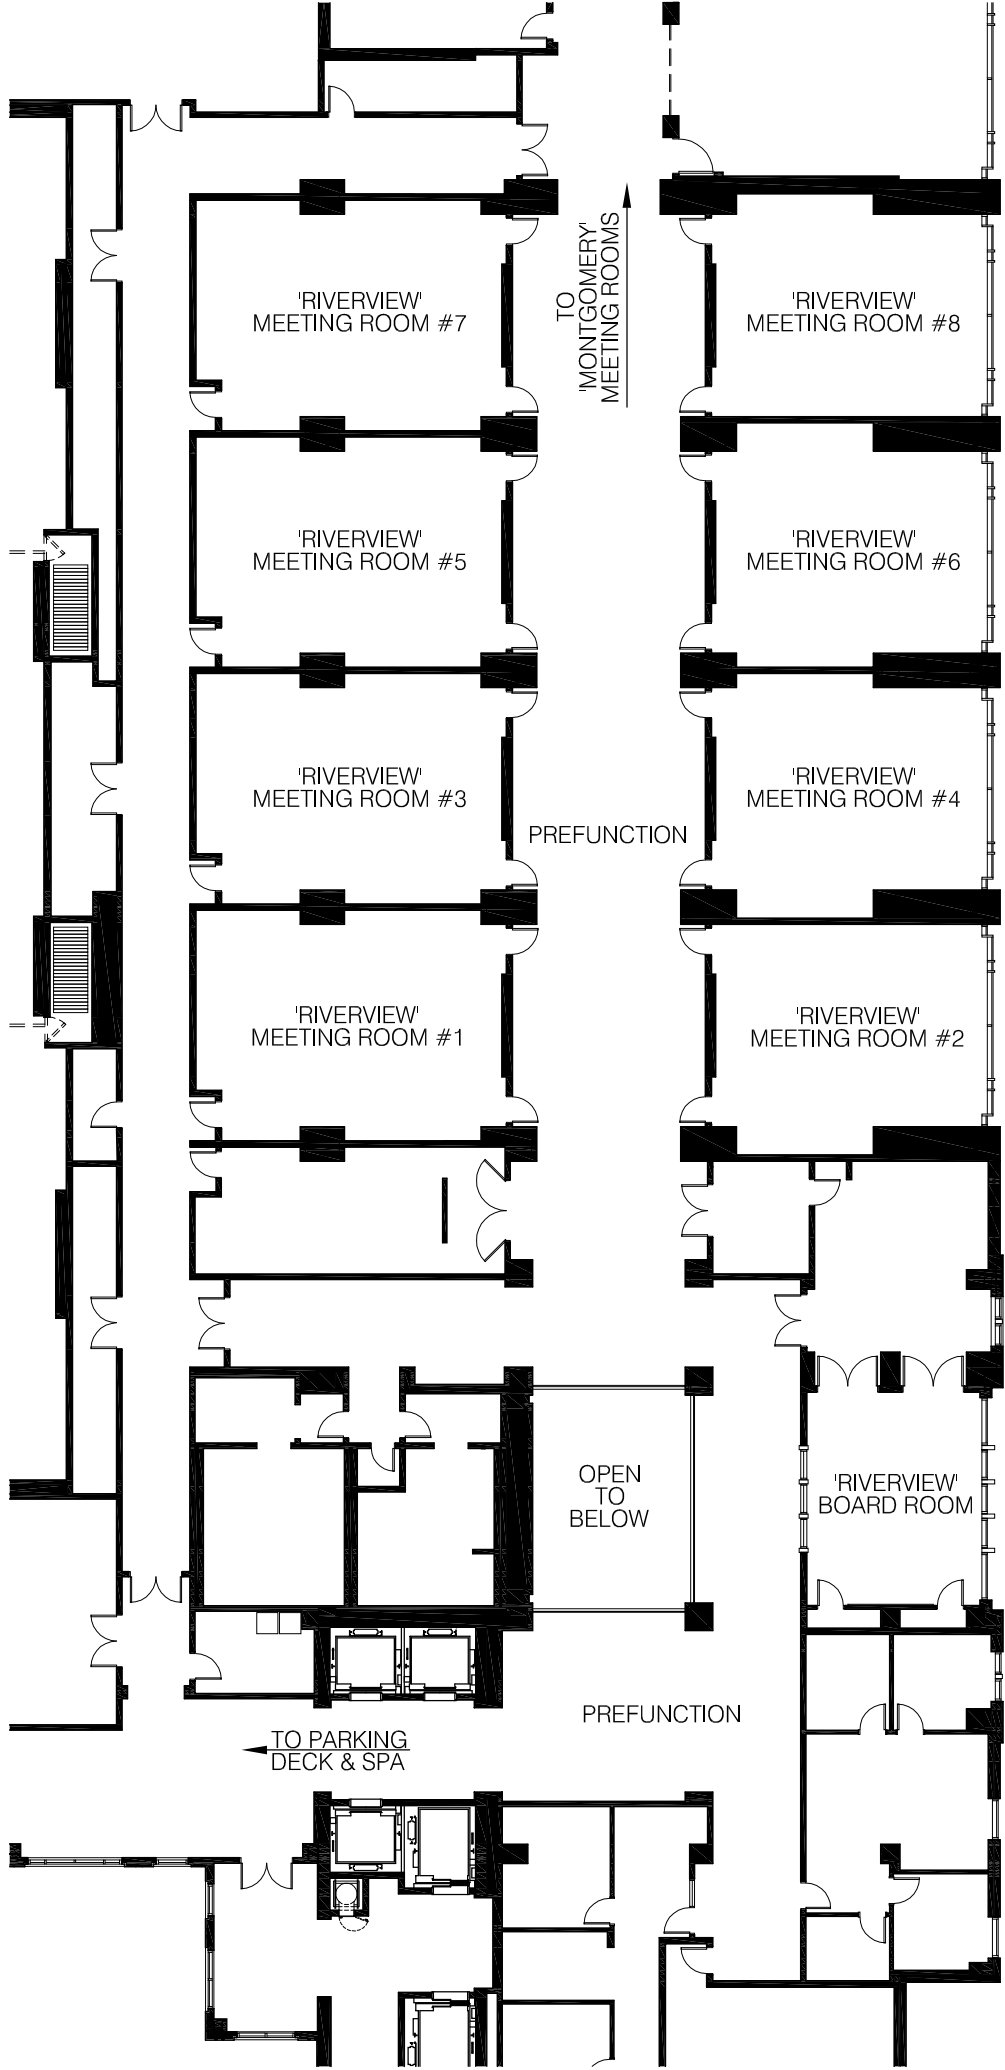 'RIVERVIEW'
MEETING ROOM #7
TO
'MONTGOMERY'
MEETING ROOMS
'RIVERVIEW'
MEETING ROOM #8
'RIVERVIEW'
MEETING ROOM #5
'RIVERVIEW'
MEETING ROOM #6
'RIVERVIEW'
MEETING ROOM #3
'RIVERVIEW'
MEETING ROOM #4
PREFUNCTION
'RIVERVIEW'
MEETING ROOM #1
'RIVERVIEW'
MEETING ROOM #2
OPEN
TO
BELOW
'RIVERVIEW'
BOARD ROOM
PREFUNCTION
TO PARKING
DECK & SPA